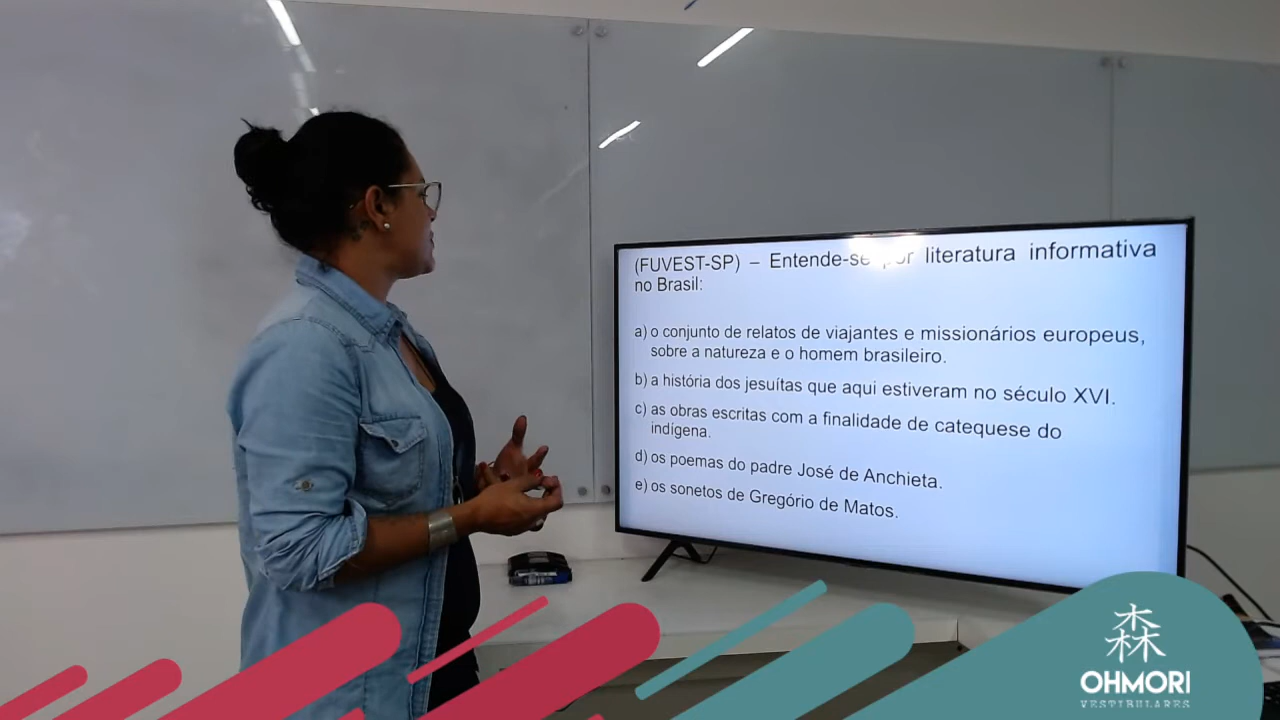 (FUVEST-SP) – Entende-se por literatura informativa
no Brasil:
a) o conjunto de relatos de viajantes e missionários europeus,
sobre a natureza e o homem brasileiro.
b) a história dos jesuítas que aqui estiveram no século XVI.
c) as obras escritas com a finalidade de catequese do
indígena.
d) os poemas do padre José de Anchieta.
e) os sonetos de Gregório de Matos.
森
OHMORI
VESTIBULARES